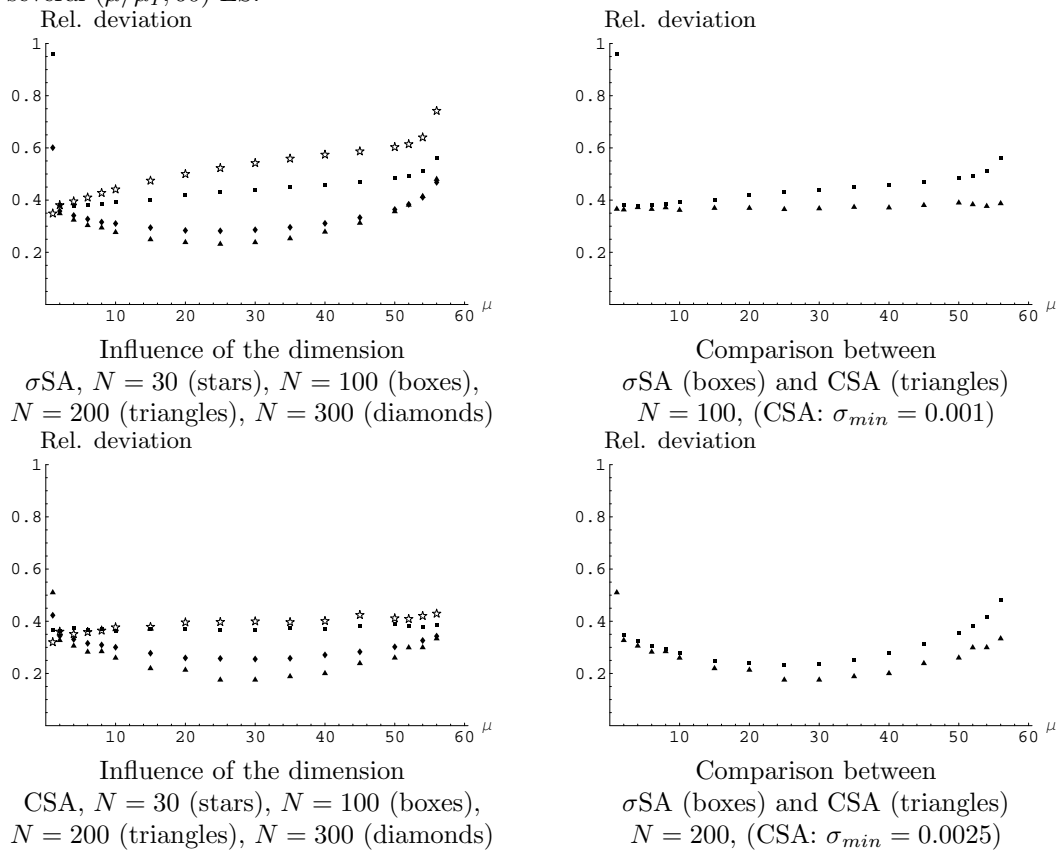 several (μ/μ_I, 60) ES.
Rel. deviation
1
0.8
0.6
0.4
0.2
10 20 30 40 50 60 μ
Influence of the dimension
σSA, N = 30 (stars), N = 100 (boxes),
N = 200 (triangles), N = 300 (diamonds)
Rel. deviation
1
0.8
0.6
0.4
0.2
10 20 30 40 50 60 μ
Comparison between
σSA (boxes) and CSA (triangles)
N = 100, (CSA: σ_min = 0.001)
Rel. deviation
1
0.8
0.6
0.4
0.2
10 20 30 40 50 60 μ
Influence of the dimension
CSA, N = 30 (stars), N = 100 (boxes),
N = 200 (triangles), N = 300 (diamonds)
Rel. deviation
1
0.8
0.6
0.4
0.2
10 20 30 40 50 60 μ
Comparison between
σSA (boxes) and CSA (triangles)
N = 200, (CSA: σ_min = 0.0025)